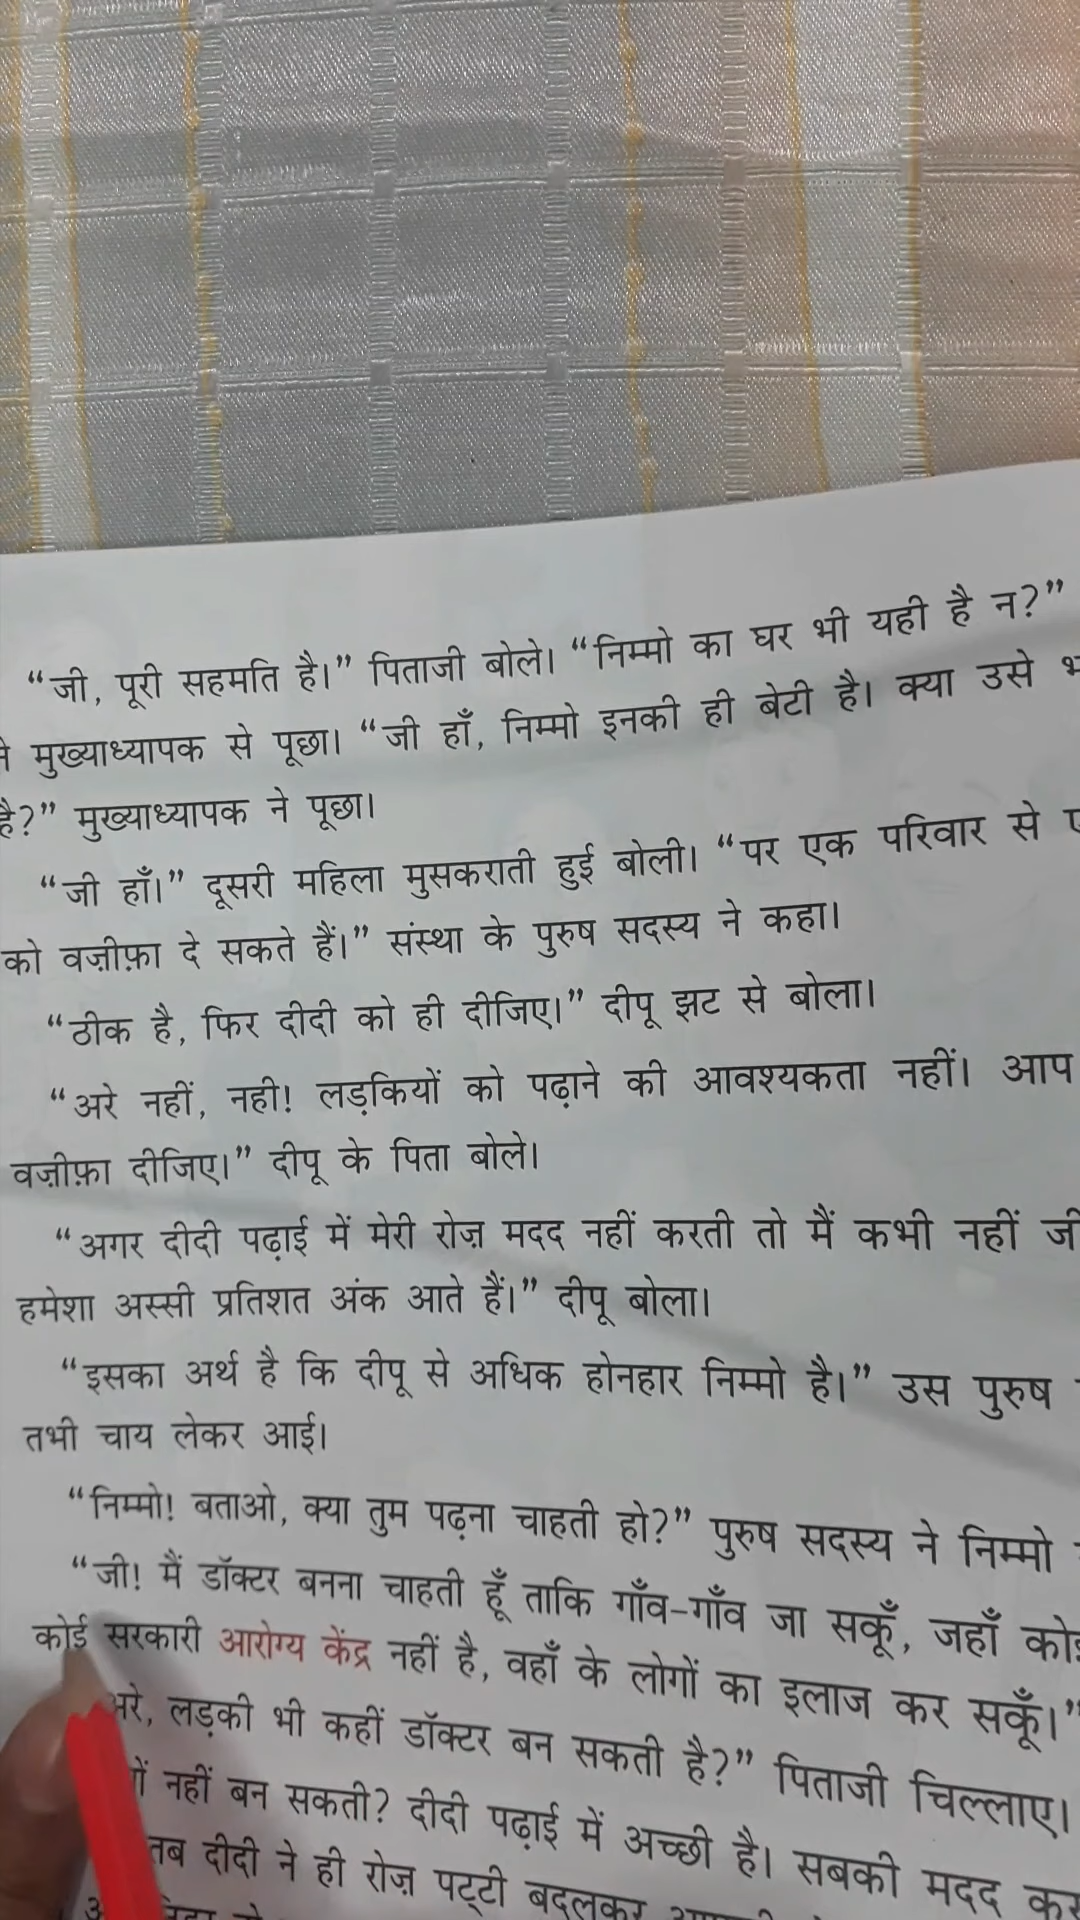 “जी, पूरी सहमति है।” पिताजी बोले। “निम्मो का घर भी यही है न?”
मुख्याध्यापक से पूछा। “जी हाँ, निम्मो इनकी ही बेटी है। क्या उसे
है?” मुख्याध्यापक ने पूछा।
“जी हाँ।” दूसरी महिला मुसकराती हुई बोली। “पर एक परिवार से
को वज़ीफ़ा दे सकते हैं।” संस्था के पुरुष सदस्य ने कहा।
“ठीक है, फिर दीदी को ही दीजिए।” दीपू झट से बोला।
“अरे नहीं, नही! लड़कियों को पढ़ाने की आवश्यकता नहीं। आप
वज़ीफ़ा दीजिए।” दीपू के पिता बोले।
“अगर दीदी पढ़ाई में मेरी रोज़ मदद नहीं करती तो मैं कभी नहीं
हमेशा अस्सी प्रतिशत अंक आते हैं।” दीपू बोला।
“इसका अर्थ है कि दीपू से अधिक होनहार निम्मो है।” उस पुरुष
तभी चाय लेकर आई।
“निम्मो! बताओ, क्या तुम पढ़ना चाहती हो?” पुरुष सदस्य ने निम्मो
“जी! मैं डॉक्टर बनना चाहती हूँ ताकि गाँव-गाँव जा सकूँ, जहाँ
कोई सरकारी आरोग्य केंद्र नहीं है, वहाँ के लोगों का इलाज कर सकूँ।”
अरे, लड़की भी कहीं डॉक्टर बन सकती है?” पिताजी चिल्लाए।
नहीं बन सकती? दीदी पढ़ाई में अच्छी है। सबकी मदद
तब दीदी ने ही रोज़ पट्टी बदलकर